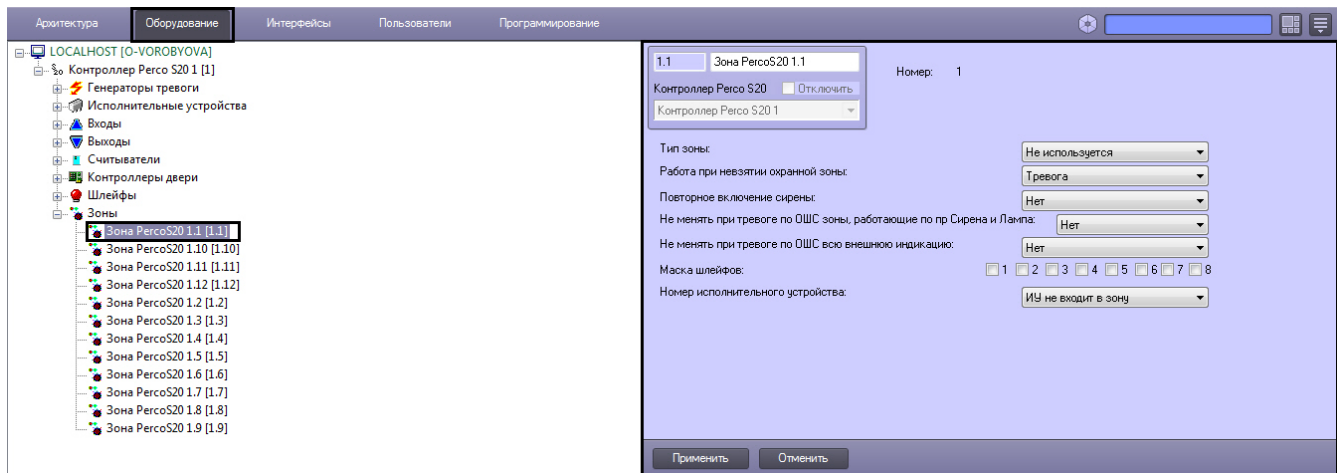 Архитектура Оборудование Интерфейсы Пользователи Программирование
LOCALHOST [O-VOROBYOVA]
Контроллер Perco S20 1 [1]
Генераторы тревоги
Исполнительные устройства
Входы
Выходы
Считыватели
Контроллеры двери
Шлейфы
Зоны
Зона PercoS20 1.1 [1.1]
Зона PercoS20 1.10 [1.10]
Зона PercoS20 1.11 [1.11]
Зона PercoS20 1.12 [1.12]
Зона PercoS20 1.2 [1.2]
Зона PercoS20 1.3 [1.3]
Зона PercoS20 1.4 [1.4]
Зона PercoS20 1.5 [1.5]
Зона PercoS20 1.6 [1.6]
Зона PercoS20 1.7 [1.7]
Зона PercoS20 1.8 [1.8]
Зона PercoS20 1.9 [1.9]
1.1 Зона PercoS20 1.1
Номер: 1
Контроллер Perco S20 Отключить
Контроллер Perco S20 1
Тип зоны: Не используется
Работа при невзятии охранной зоны: Тревога
Повторное включение сирены: Нет
Не менять при тревоге по ОШС зоны, работающие по пр Сирена и Лампа: Нет
Не менять при тревоге по ОШС всю внешнюю индикацию: Нет
Маска шлейфов: 1 2 3 4 5 6 7 8
Номер исполнительного устройства: ИУ не входит в зону
Применить Отменить